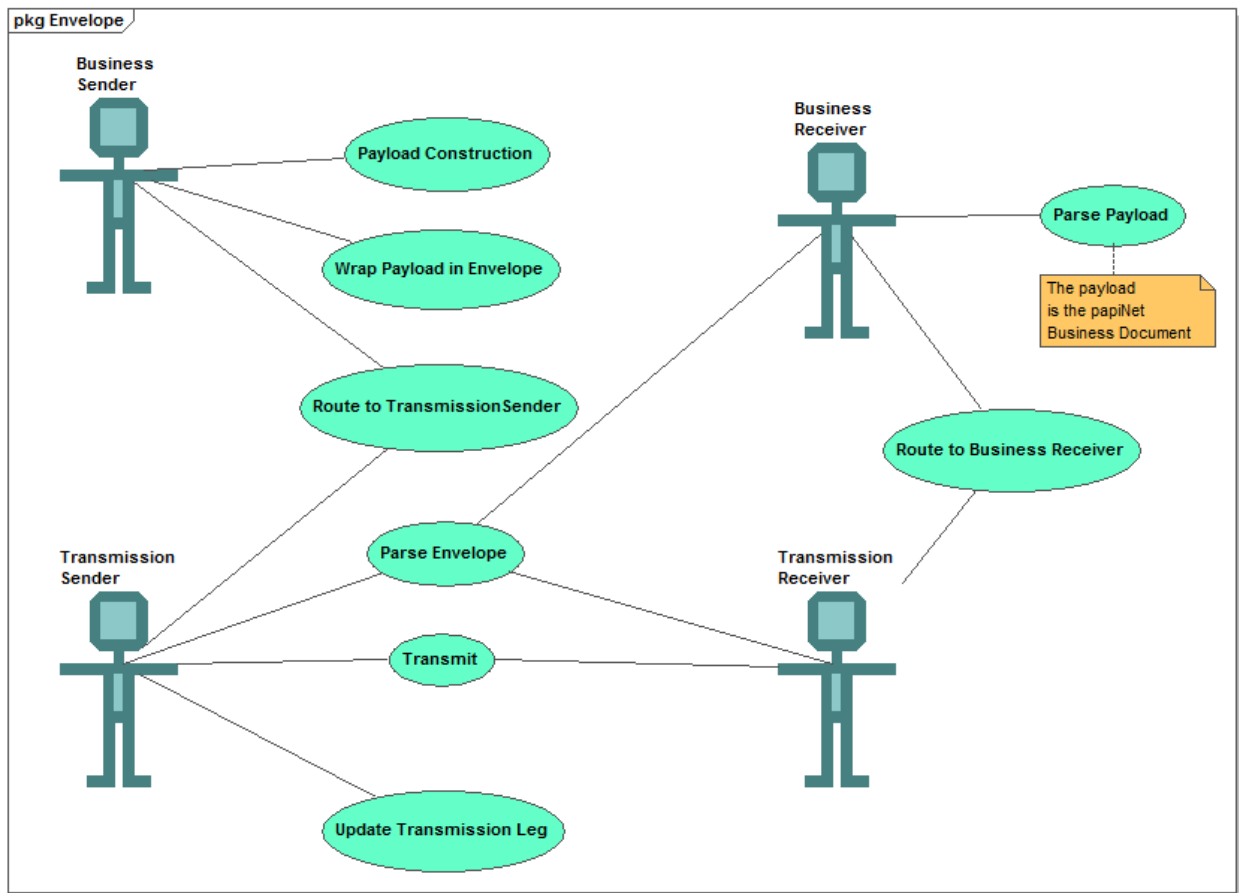 pkg Envelope
Business
Sender
Business
Receiver
Payload Construction
Parse Payload
Wrap Payload in Envelope
The payload
is the papiNet
Business Document
Route to TransmissionSender
Route to Business Receiver
Parse Envelope
Transmission
Sender
Transmission
Receiver
Transmit
Update Transmission Leg